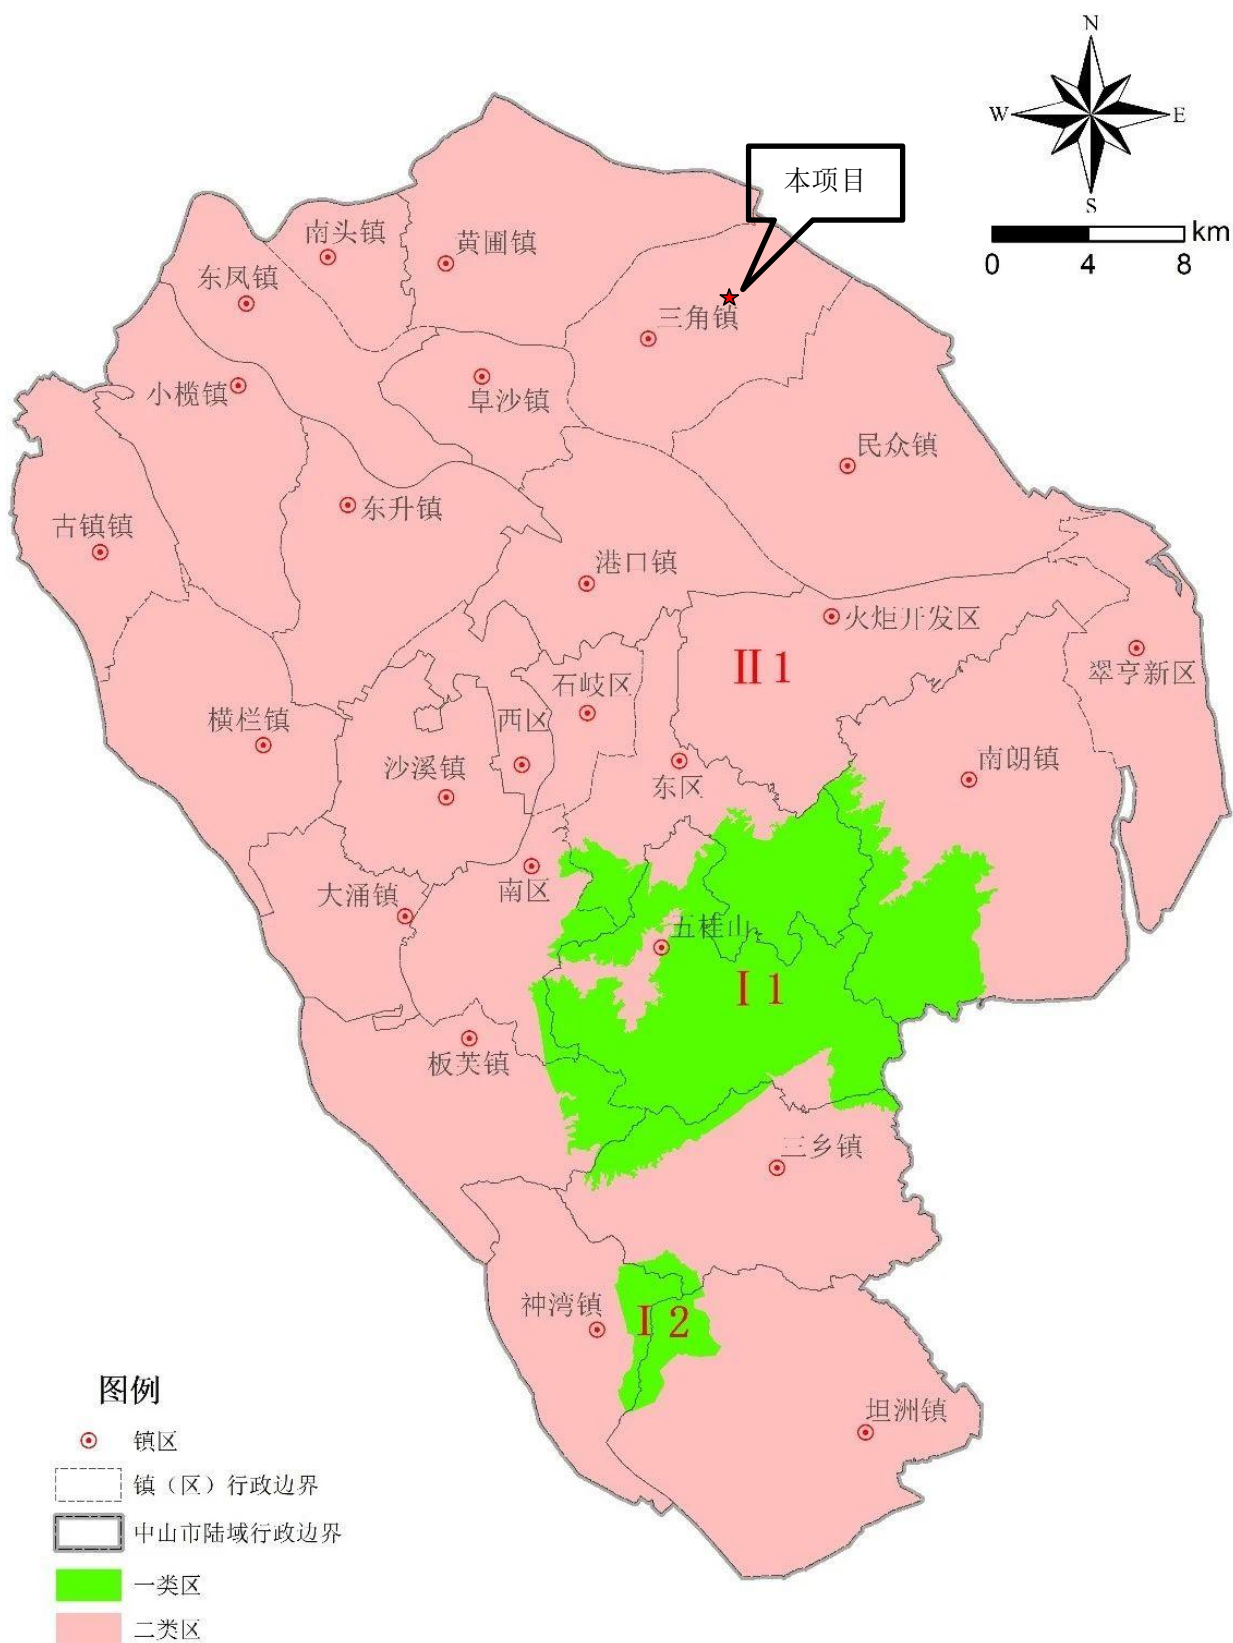 N
W
E
S
km
0
4
8
本项目
南头镇
黄圃镇
东凤镇
三角镇
小榄镇
阜沙镇
民众镇
东升镇
古镇镇
港口镇
火炬开发区
Ⅱ1
翠亨新区
石岐区
横栏镇
西区
沙溪镇
东区
南朗镇
大涌镇
南区
五桂山
Ⅰ1
板芙镇
三乡镇
神湾镇
Ⅰ2
坦洲镇
图例
镇区
镇（区）行政边界
中山市陆域行政边界
一类区
二类区